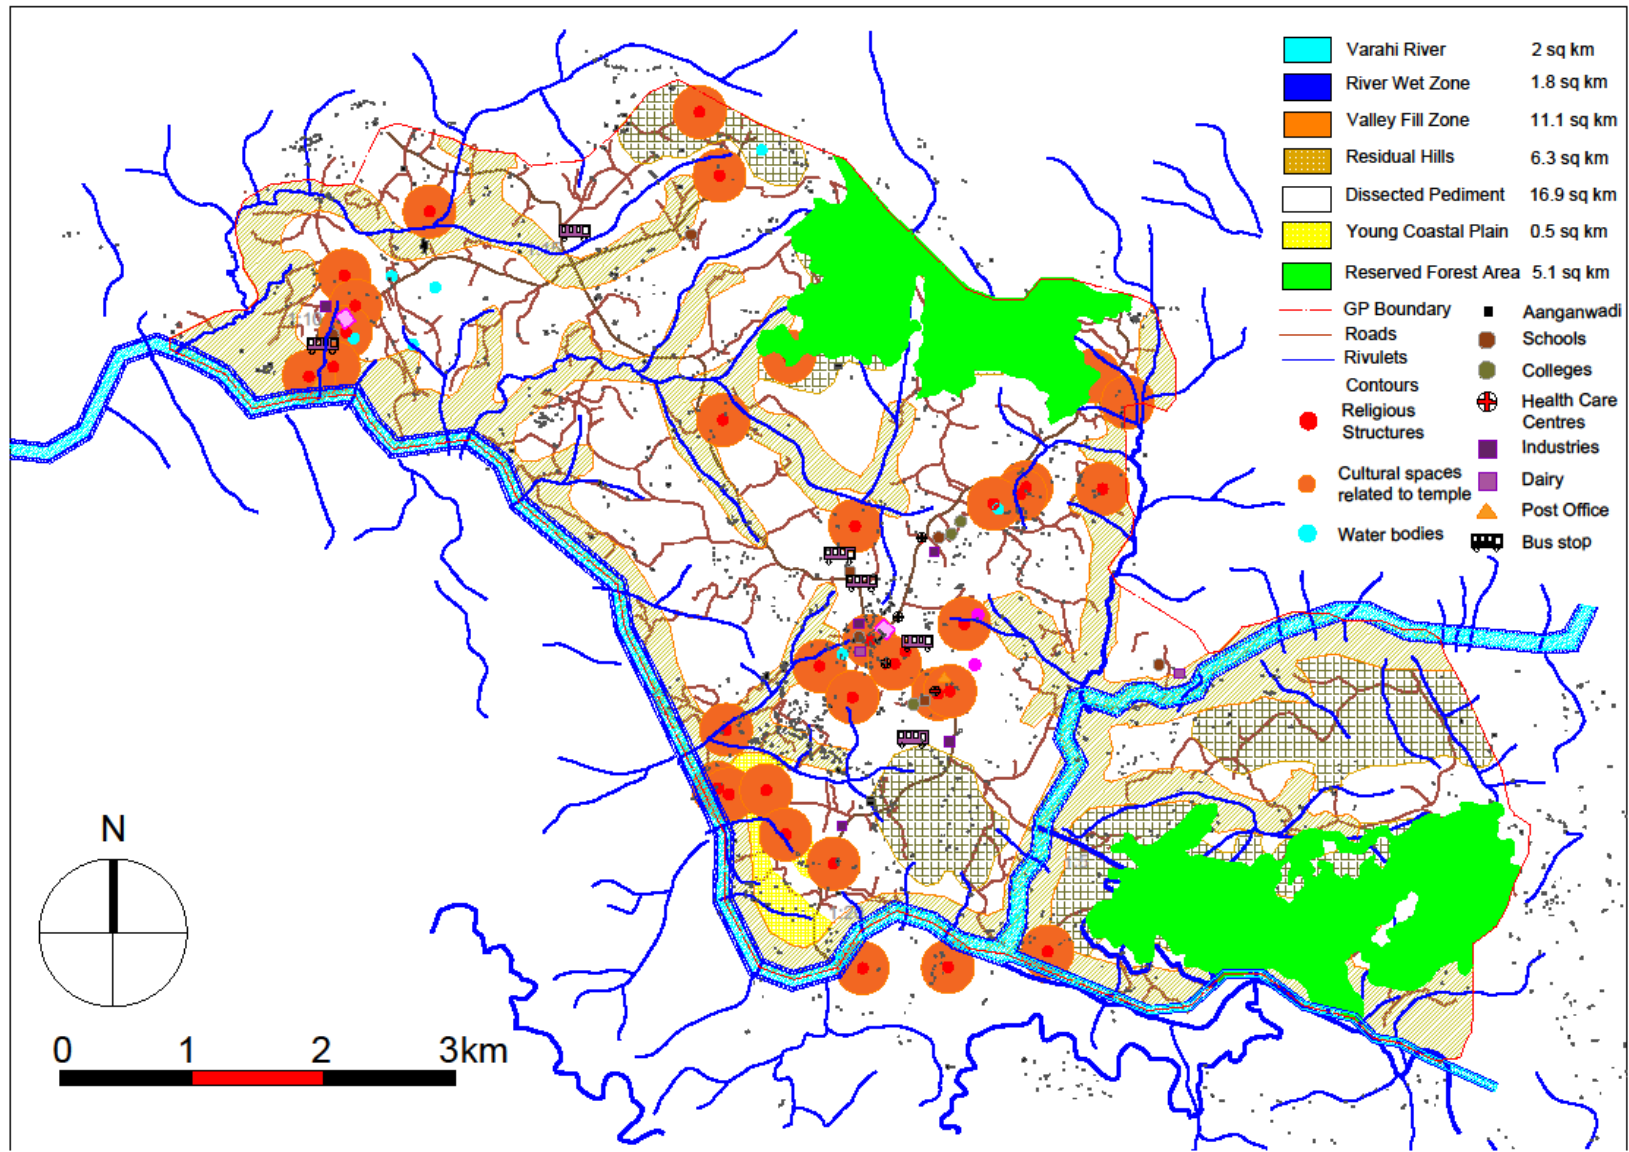 Varahi River 2 sq km
River Wet Zone 1.8 sq km
Valley Fill Zone 11.1 sq km
Residual Hills 6.3 sq km
Dissected Pediment 16.9 sq km
Young Coastal Plain 0.5 sq km
Reserved Forest Area 5.1 sq km
GP Boundary
Roads
Rivulets
Contours
Religious
Structures
Cultural spaces
related to temple
Water bodies
Aanganwadi
Schools
Colleges
Health Care
Centres
Industries
Dairy
Post Office
Bus stop
N
0 1 2 3km